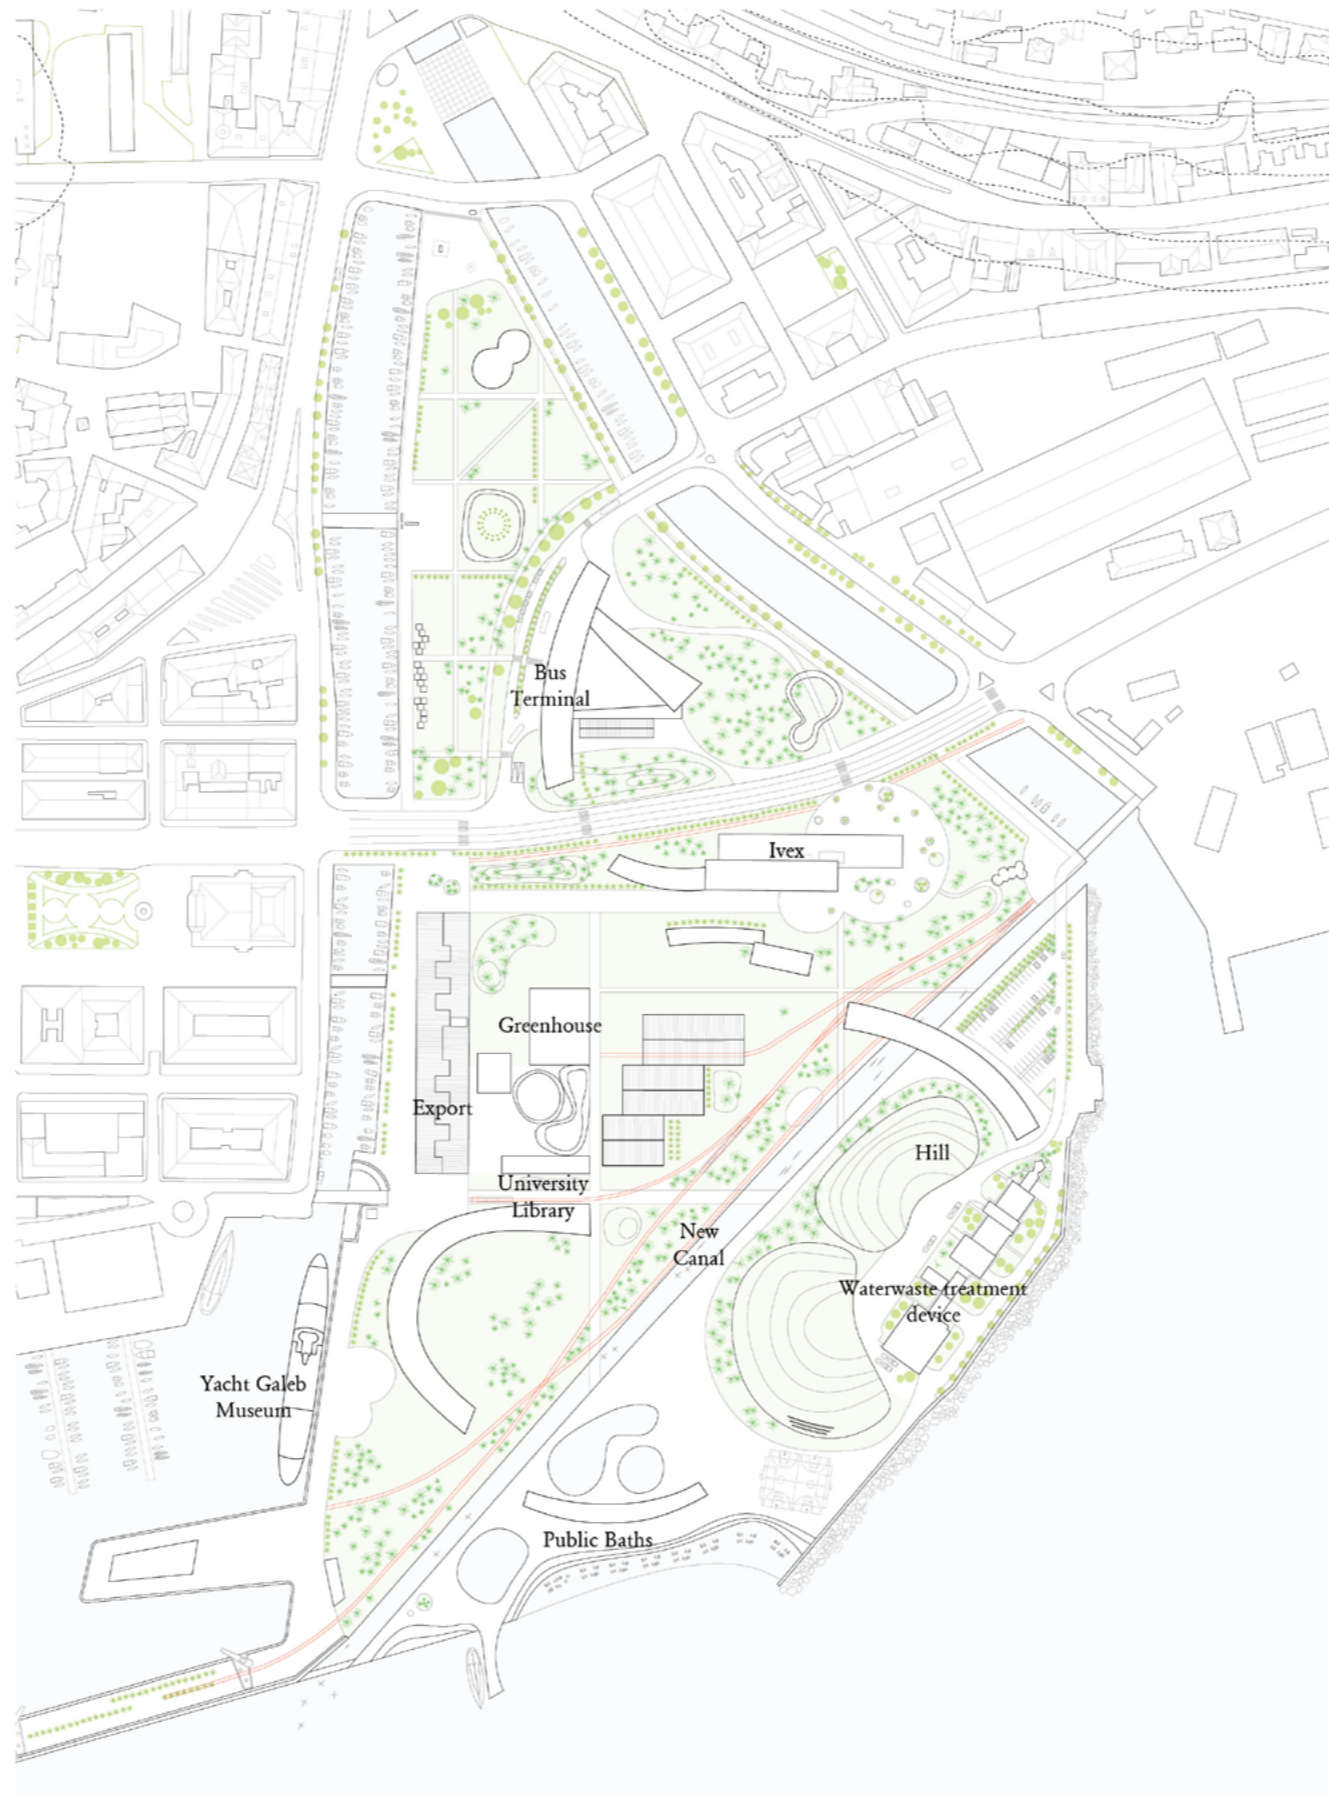 Bus
Terminal
Ivex
Greenhouse
Export
Hill
University
Library
New
Canal
Waterwaste treatment
device
Yacht Galeb
Museum
Public Baths